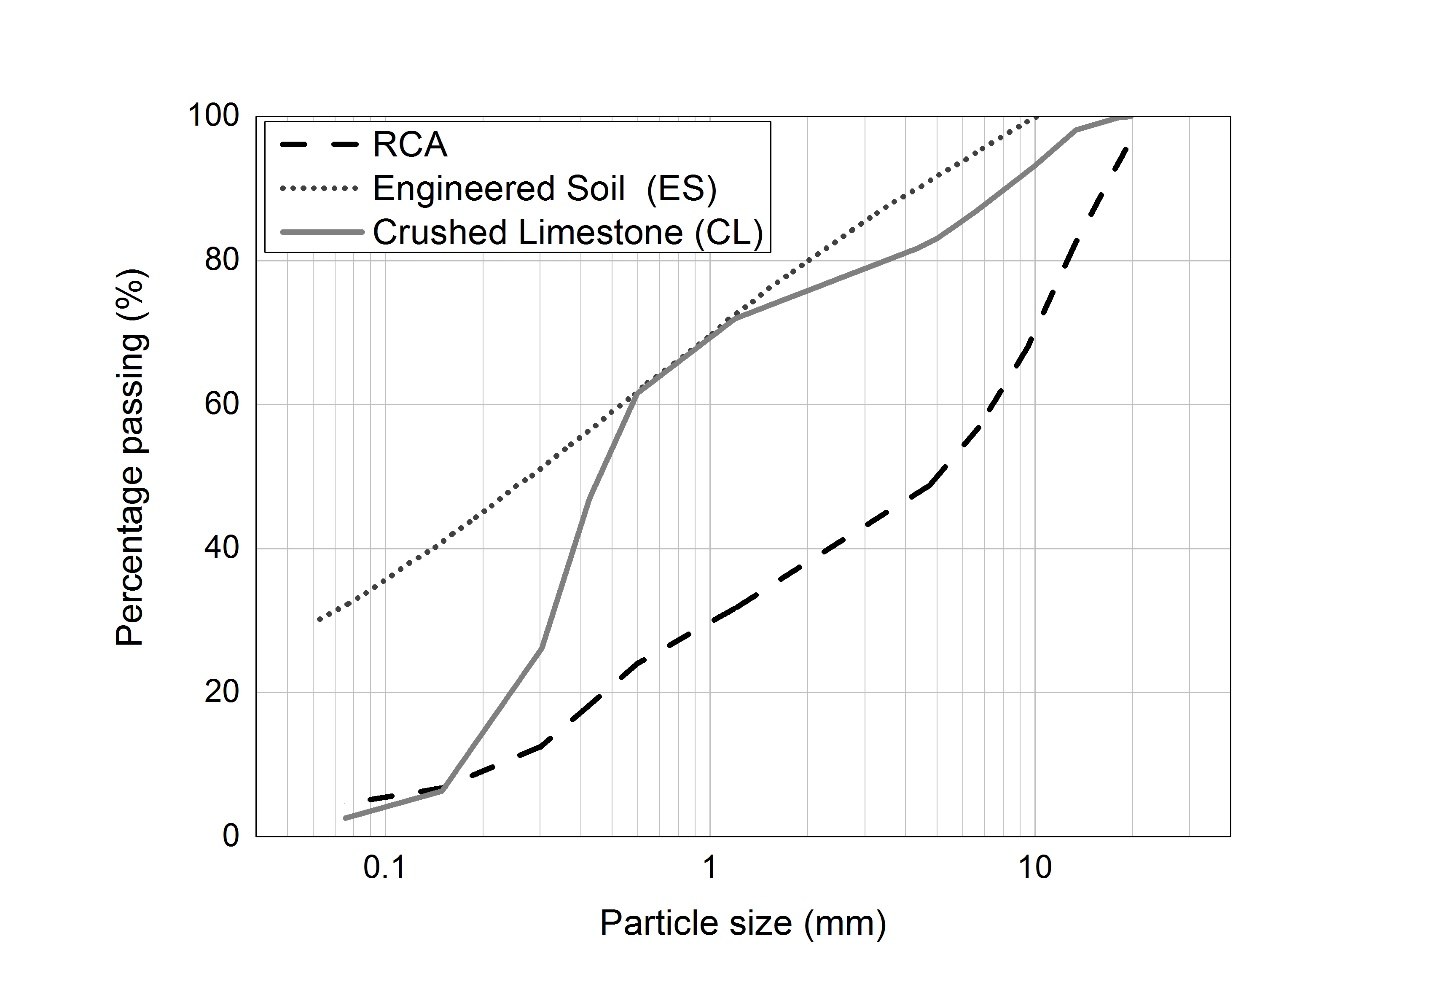 100
80
60
40
20
0
Percentage passing (%)
RCA
Engineered Soil  (ES)
Crushed Limestone (CL)
0.1
1
10
Particle size (mm)